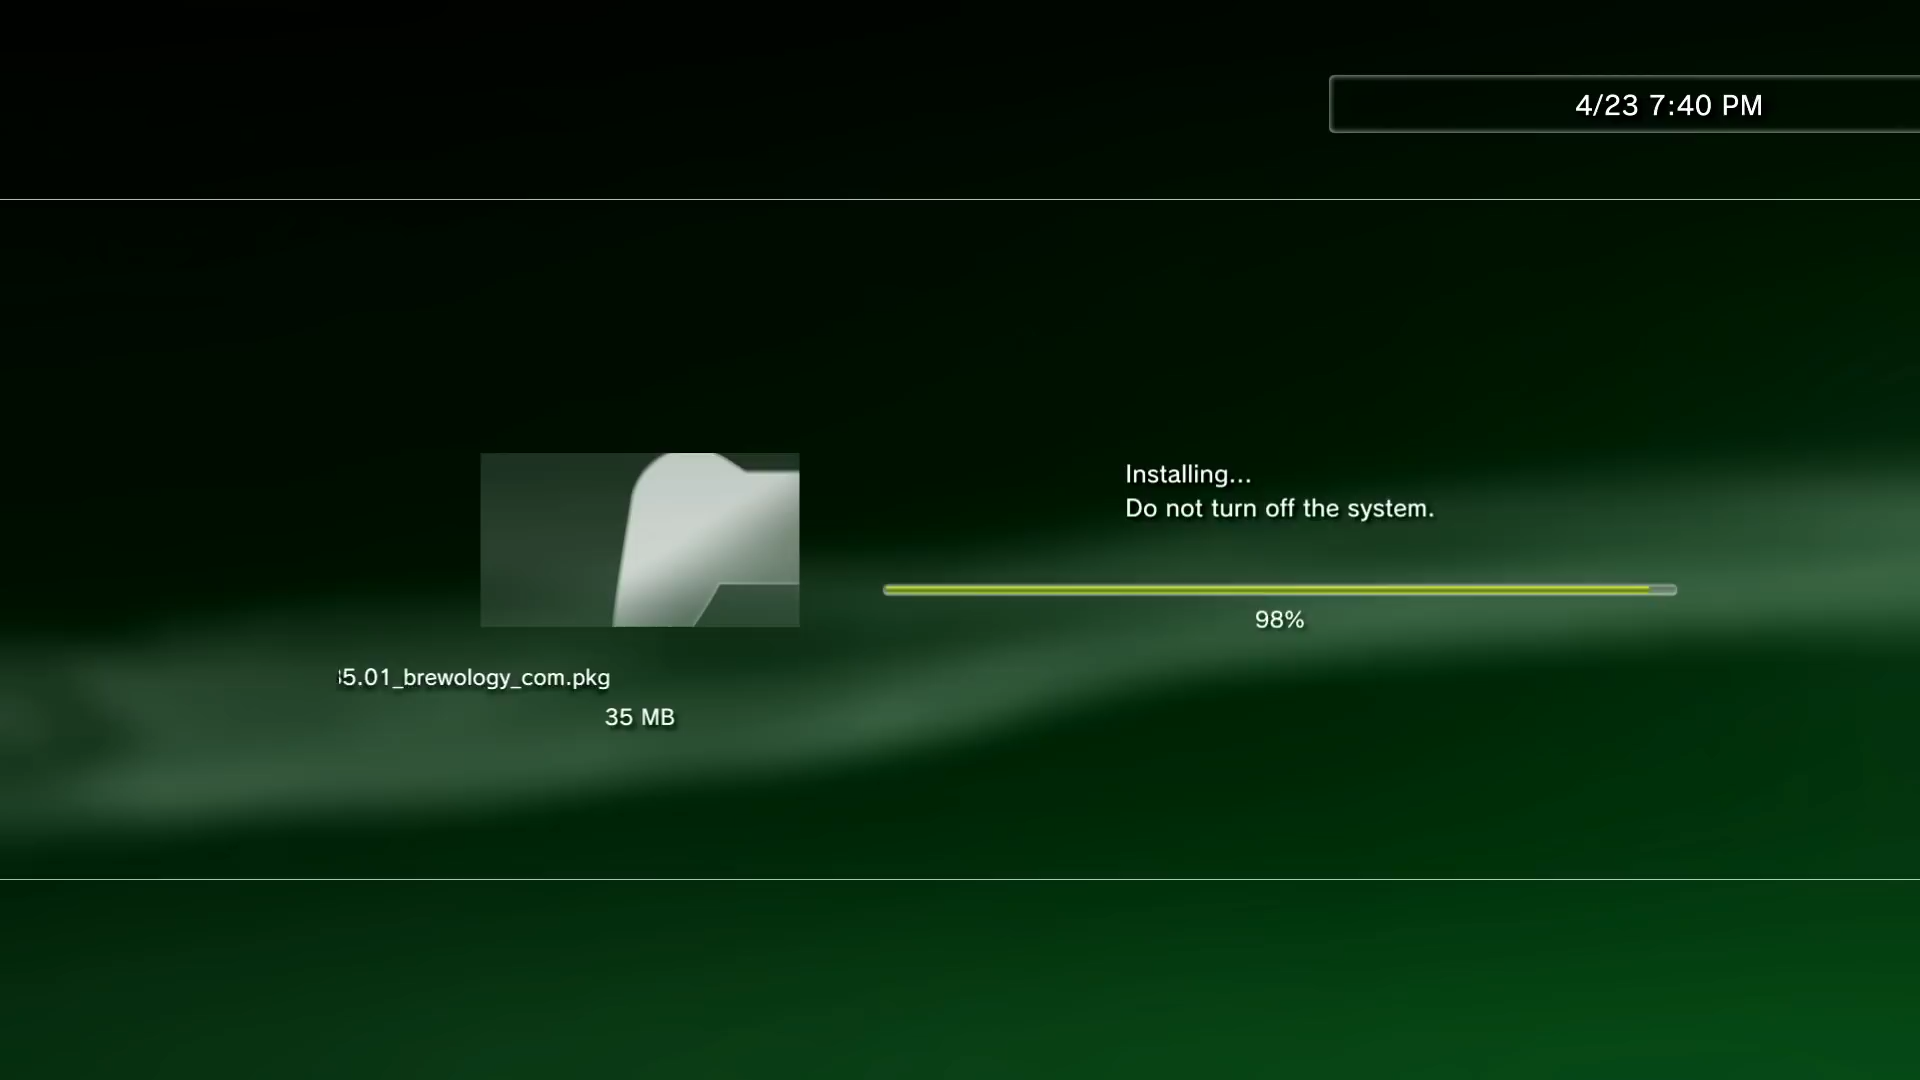 4/23 7:40 PM
Installing...
Do not turn off the system.
98%
5.01_brewology_com.pkg
35 MB